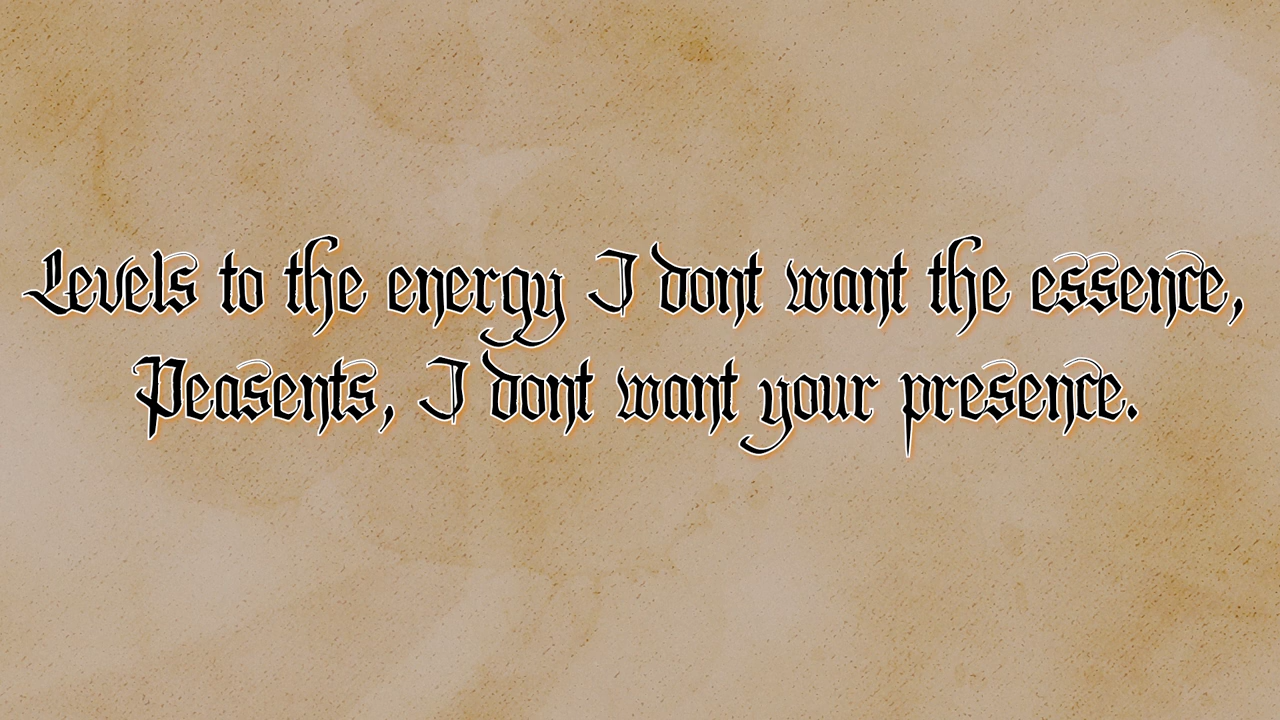 Levels to the energy I dont want the essence,
Peasents, I dont want your presence.